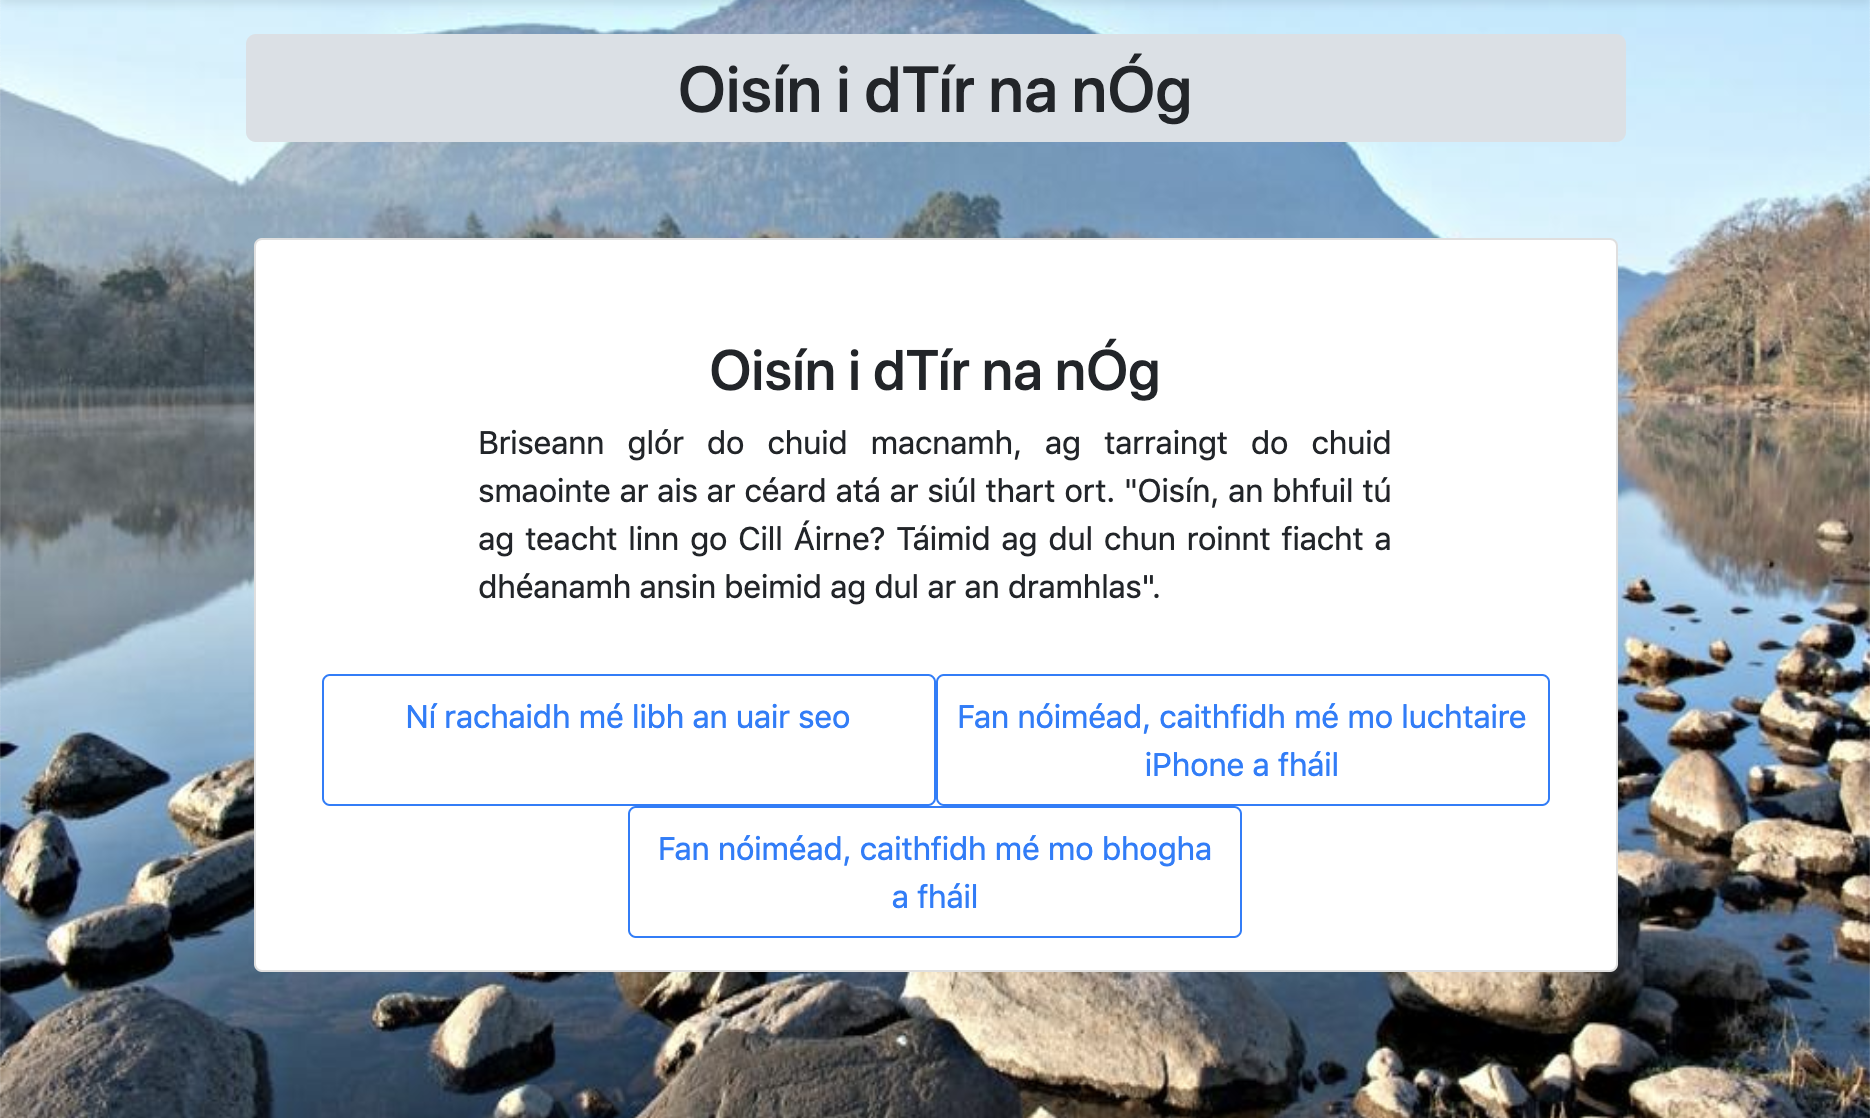 Oisín i dTír na nÓg
Oisín i dTír na nÓg
Briseann glór do chuid macnamh, ag tarraingt do chuid
smaointe ar ais ar céard atá ar siúl thart ort. "Oisín, an bhfuil tú
ag teacht linn go Cill Áirne? Táimid ag dul chun roinnt fiacht a
dhéanamh ansin beimid ag dul ar an dramhlas".
Ní rachaidh mé libh an uair seo
Fan nóiméad, caithfidh mé mo luchtaire
iPhone a fháil
Fan nóiméad, caithfidh mé mo bhogha
a fháil